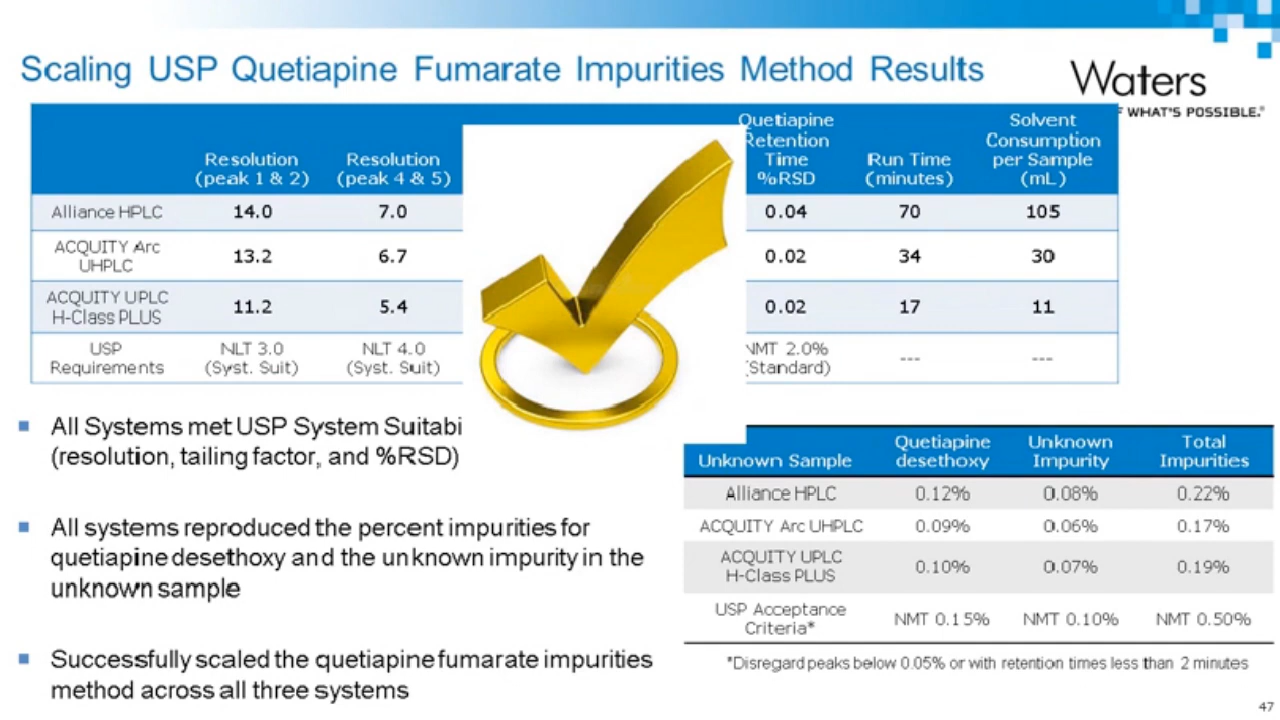 Scaling USP Quetiapine Fumarate Impurities Method Results
Waters
WHAT'S POSSIBLE.®
Resolution (peak 1 & 2) Resolution (peak 4 & 5) Quetiapine Retention Time %RSD Run Time (minutes) Solvent Consumption per Sample (mL)
Alliance HPLC 14.0 7.0 0.04 70 105
ACQUITY Arc UHPLC 13.2 6.7 0.02 34 30
ACQUITY UPLC H-Class PLUS 11.2 5.4 0.02 17 11
USP Requirements NLT 3.0 (Syst. Suit) NLT 4.0 (Syst. Suit) NMT 2.0% (Standard) --- ---
All Systems met USP System Suitabi
(resolution, tailing factor, and %RSD)
All systems reproduced the percent impurities for
quetiapine desethoxy and the unknown impurity in the
unknown sample
Successfully scaled the quetiapine fumarate impurities
method across all three systems
Unknown Sample Quetiapine desethoxy Unknown Impurity Total Impurities
Alliance HPLC 0.12% 0.08% 0.22%
ACQUITY Arc UHPLC 0.09% 0.06% 0.17%
ACQUITY UPLC H-Class PLUS 0.10% 0.07% 0.19%
USP Acceptance Criteria* NMT 0.15% NMT 0.10% NMT 0.50%
*Disregard peaks below 0.05% or with retention times less than 2 minutes
47